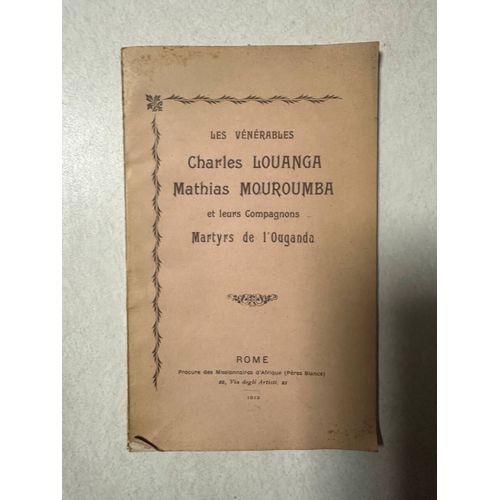 LES VÉNÉRABLES
Charles LOUANGA
Mathias MOUROUMBA
et leurs Compagnons
Martyrs de l'Ouganda
ROME
Procure des Missionnaires d'Afrique (Pères Blancs)
Via degli Artisti.